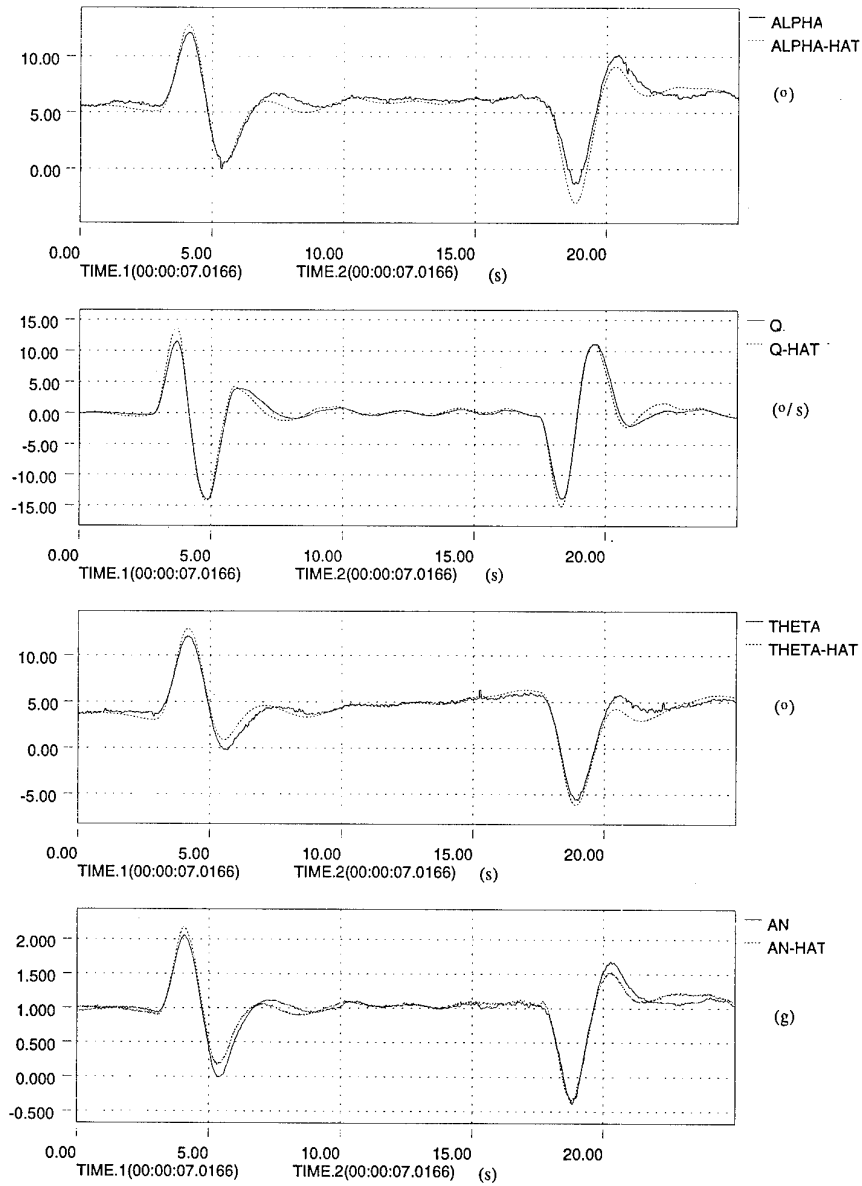 ALPHA
ALPHA-HAT
10.00
5.00
0.00
(o)
0.00 5.00 10.00 15.00 20.00
TIME.1(00:00:07.0166) TIME.2(00:00:07.0166) (s)
15.00
10.00
5.00
0.00
-5.00
-10.00
-15.00
Q.
Q-HAT
(o/s)
0.00 5.00 10.00 15.00 20.00
TIME.1(00:00:07.0166) TIME.2(00:00:07.0166) (s)
THETA
THETA-HAT
10.00
5.00
0.00
-5.00
(o)
0.00 5.00 10.00 15.00 20.00
TIME.1(00:00:07.0166) TIME.2(00:00:07.0166) (s)
AN
AN-HAT
2.000
1.500
1.000
0.500
0.000
-0.500
(g)
0.00 5.00 10.00 15.00 20.00
TIME.1(00:00:07.0166) TIME.2(00:00:07.0166) (s)